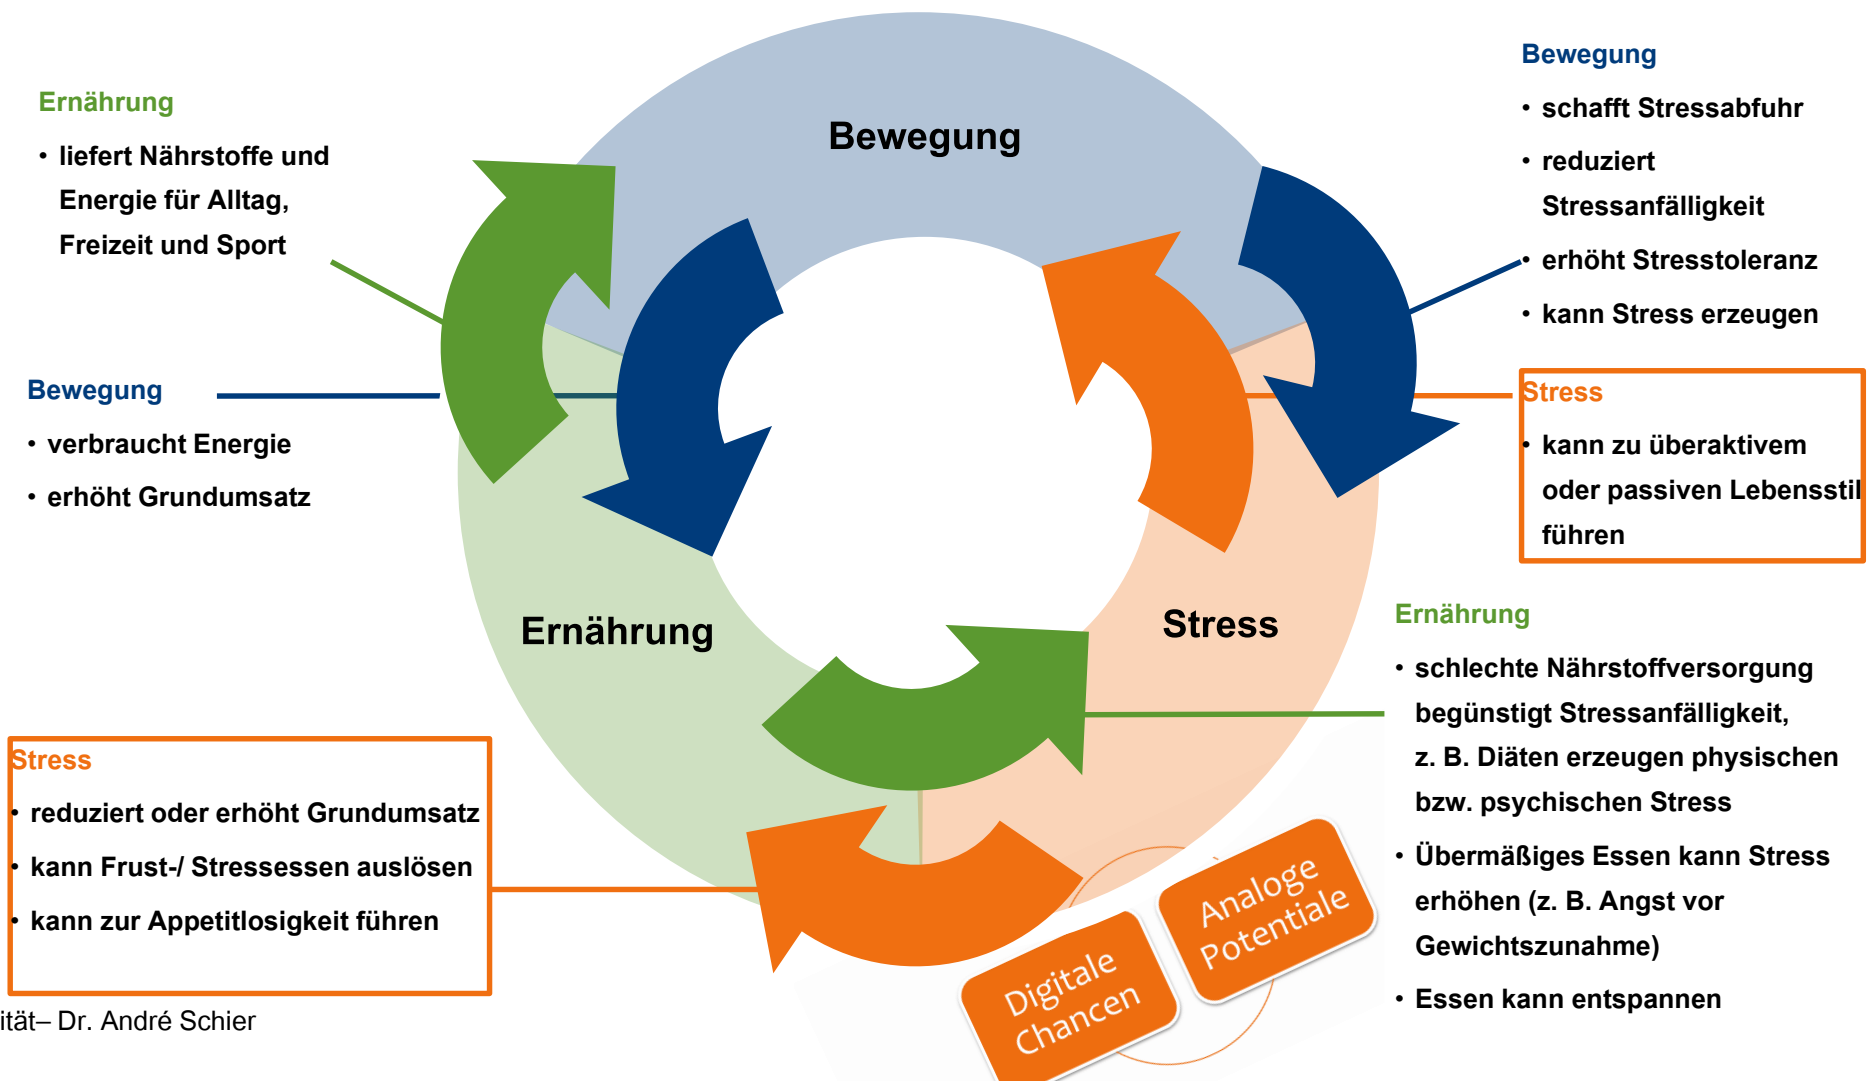 Bewegung
Ernährung
Stress
Ernährung
• liefert Nährstoffe und
Energie für Alltag,
Freizeit und Sport
Bewegung
• verbraucht Energie
• erhöht Grundumsatz
Stress
• reduziert oder erhöht Grundumsatz
• kann Frust-/ Stressessen auslösen
• kann zur Appetitlosigkeit führen
Bewegung
• schafft Stressabfuhr
• reduziert
Stressanfälligkeit
• erhöht Stresstoleranz
• kann Stress erzeugen
Stress
• kann zu überaktivem
oder passiven Lebensstil
führen
Ernährung
• schlechte Nährstoffversorgung
begünstigt Stressanfälligkeit,
z. B. Diäten erzeugen physischen
bzw. psychischen Stress
• Übermäßiges Essen kann Stress
erhöhen (z. B. Angst vor
Gewichtszunahme)
• Essen kann entspannen
Analoge
Potentiale
Digitale
Chancen
ität– Dr. André Schier